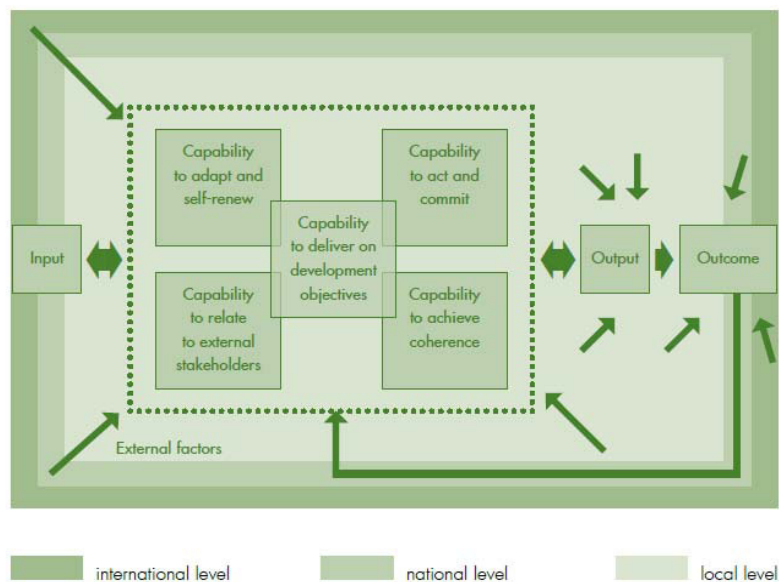 Capability
to adapt and
self-renew
Capability
to act and
commit
Capability
to deliver on
development
objectives
Input
Output
Outcome
Capability
to relate
to external
stakeholders
Capability
to achieve
coherence
External factors
international level
national level
local level